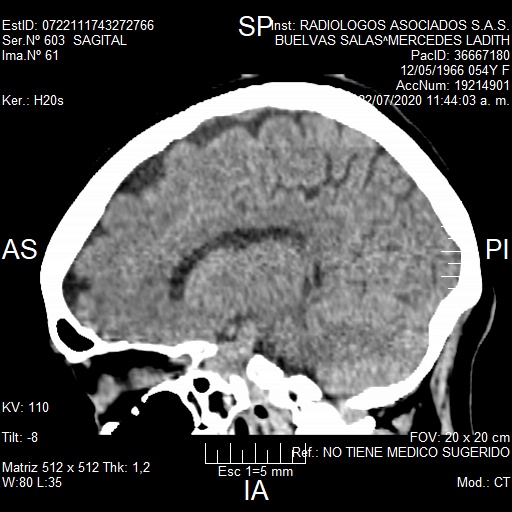 EstID: 0722111743272766
Ser.Nº 603 SAGITAL
Ima.Nº 61
Ker.: H20s
SP
Inst: RADIOLOGOS ASOCIADOS S.A.S.
BUELVAS SALAS^MERCEDES LADITH
PacID: 36667180
12/05/1966 054Y F
AccNum: 19214901
22/07/2020 11:44:03 a. m.
AS
PI
KV: 110
Tilt: -8
Matriz 512 x 512 Thk: 1,2
W:80 L:35
Esc 1=5 mm
IA
FOV: 20 x 20 cm
Ref.: NO TIENE MEDICO SUGERIDO
Mod.: CT